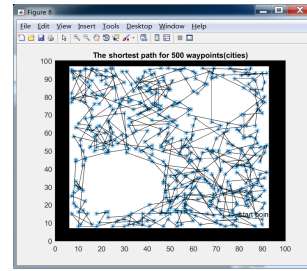 Figure 8
File Edit View Insert Tools Desktop Window Help
The shortest path for 500 waypoints(cities)
100
90
80
70
60
50
40
30
20
10
0
Start poin
0 10 20 30 40 50 60 70 80 90 100